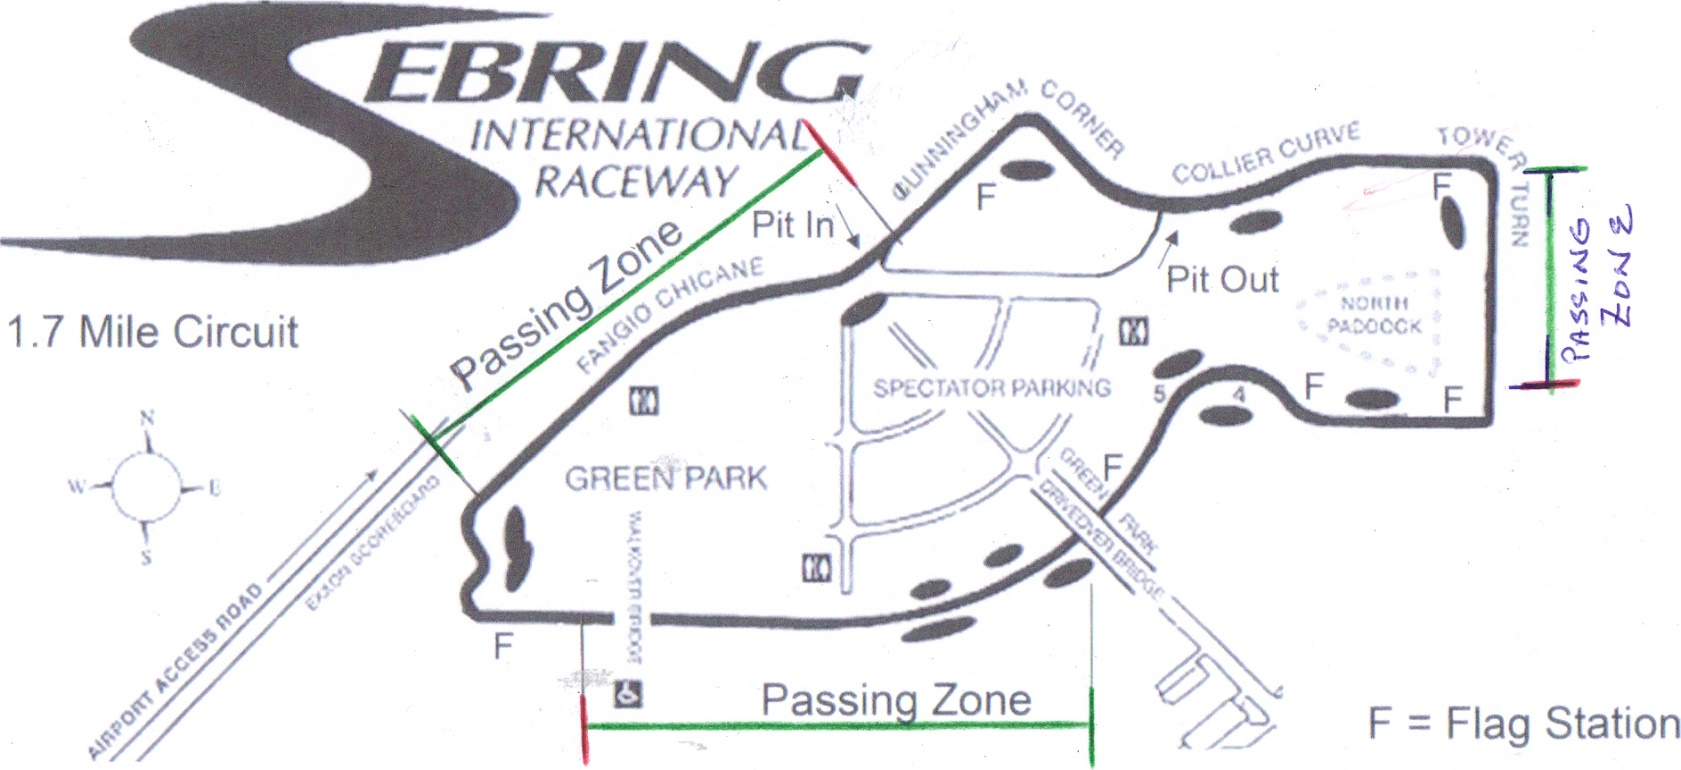 SEBRING
INTERNATIONAL
RACEWAY
1.7 Mile Circuit
Passing Zone
FANGIO CHICANE
Pit In
CUNNINGHAM CORNER
F
COLLIER CURVE
TOWER TURN
F
PASSING
ZONE
Pit Out
NORTH
PADDOCK
SPECTATOR PARKING
5
4
F
F
F
GREEN PARK
GREEN PARK
DRIVEOVER BRIDGE
N
W
E
S
AIRPORT ACCESS ROAD
EXXON SCOREBOARD
WALKOVER BRIDGE
F
Passing Zone
F = Flag Station